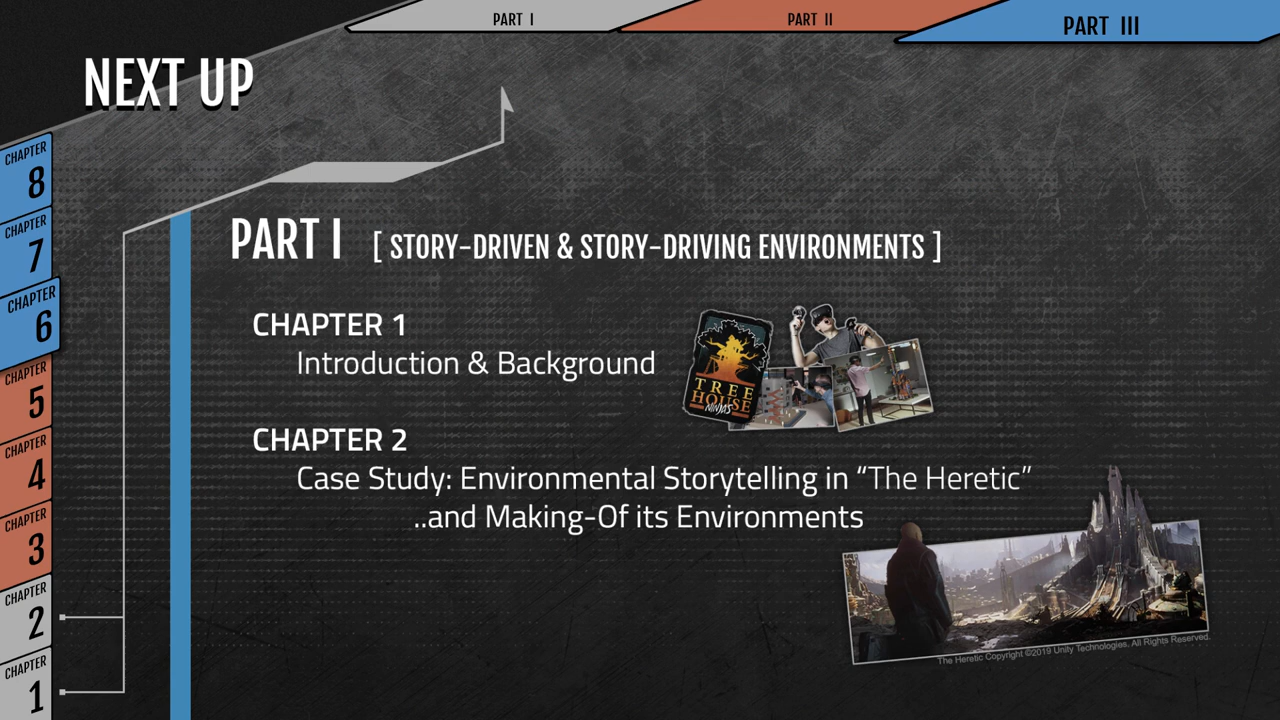 PART I
PART II
PART III
NEXT UP
CHAPTER
8
CHAPTER
7
CHAPTER
6
CHAPTER
5
CHAPTER
4
CHAPTER
3
CHAPTER
2
CHAPTER
1
PART I [ STORY-DRIVEN & STORY-DRIVING ENVIRONMENTS ]
CHAPTER 1
Introduction & Background
TREE
HOUSE
NINJAS
CHAPTER 2
Case Study: Environmental Storytelling in “The Heretic”
..and Making-Of its Environments
The Heretic Copyright ©2019 Unity Technologies. All Rights Reserved.